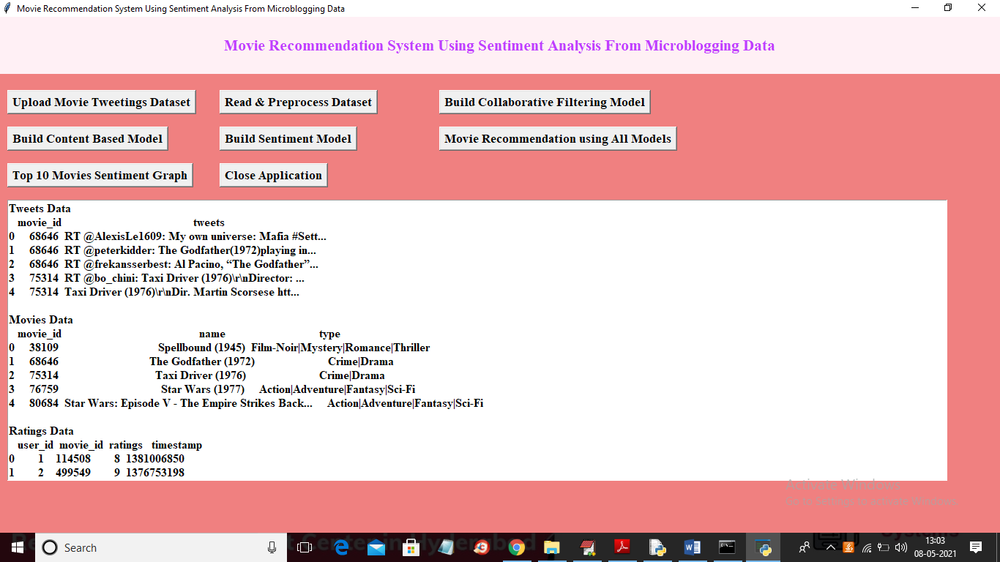 Movie Recommendation System Using Sentiment Analysis From Microblogging Data
Movie Recommendation System Using Sentiment Analysis From Microblogging Data
Upload Movie Tweetings Dataset
Read & Preprocess Dataset
Build Collaborative Filtering Model
Build Content Based Model
Build Sentiment Model
Movie Recommendation using All Models
Top 10 Movies Sentiment Graph
Close Application
Tweets Data
movie_id tweets
0 68646 RT @AlexisLe1609: My own universe: Mafia #Sett...
1 68646 RT @peterkidder: The Godfather(1972)playing in...
2 68646 RT @frekansserbest: Al Pacino, “The Godfather”...
3 75314 RT @bo_chini: Taxi Driver (1976)\r\nDirector: ...
4 75314 Taxi Driver (1976)\r\nDir. Martin Scorsese htt...
Movies Data
movie_id name type
0 38109 Spellbound (1945) Film-Noir|Mystery|Romance|Thriller
1 68646 The Godfather (1972) Crime|Drama
2 75314 Taxi Driver (1976) Crime|Drama
3 76759 Star Wars (1977) Action|Adventure|Fantasy|Sci-Fi
4 80684 Star Wars: Episode V - The Empire Strikes Back... Action|Adventure|Fantasy|Sci-Fi
Ratings Data
user_id movie_id ratings timestamp
0 1 114508 8 1381006850
1 2 499549 9 1376753198
Activate Windows
Go to Settings to activate Windows.
Search
13:03
08-05-2021